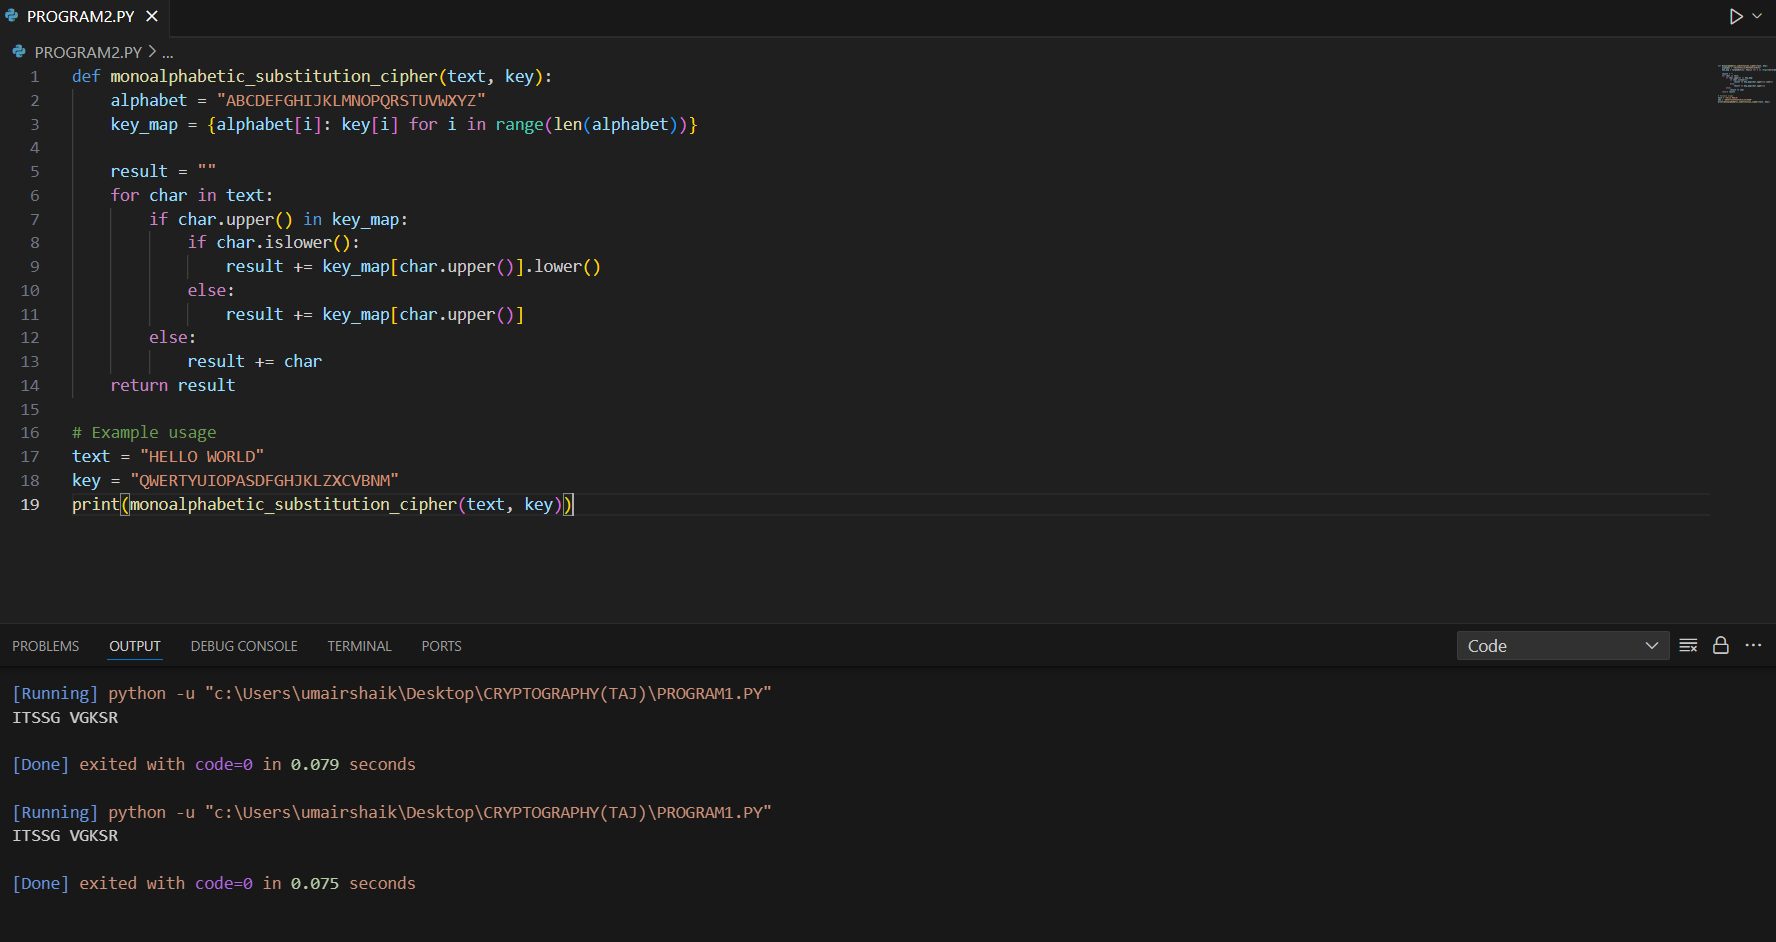 PROGRAM2.PY
PROGRAM2.PY > ...
1 def monoalphabetic_substitution_cipher(text, key):
2     alphabet = "ABCDEFGHIJKLMNOPQRSTUVWXYZ"
3     key_map = {alphabet[i]: key[i] for i in range(len(alphabet))}
4
5     result = ""
6     for char in text:
7         if char.upper() in key_map:
8             if char.islower():
9                 result += key_map[char.upper()].lower()
10             else:
11                 result += key_map[char.upper()]
12         else:
13             result += char
14     return result
15
16 # Example usage
17 text = "HELLO WORLD"
18 key = "QWERTYUIOPASDFGHJKLZXCVBNM"
19 print(monoalphabetic_substitution_cipher(text, key))
PROBLEMS OUTPUT DEBUG CONSOLE TERMINAL PORTS Code
[Running] python -u "c:\Users\umairshaik\Desktop\CRYPTOGRAPHY(TAJ)\PROGRAM1.PY"
ITSSG VGKSR
[Done] exited with code=0 in 0.079 seconds
[Running] python -u "c:\Users\umairshaik\Desktop\CRYPTOGRAPHY(TAJ)\PROGRAM1.PY"
ITSSG VGKSR
[Done] exited with code=0 in 0.075 seconds